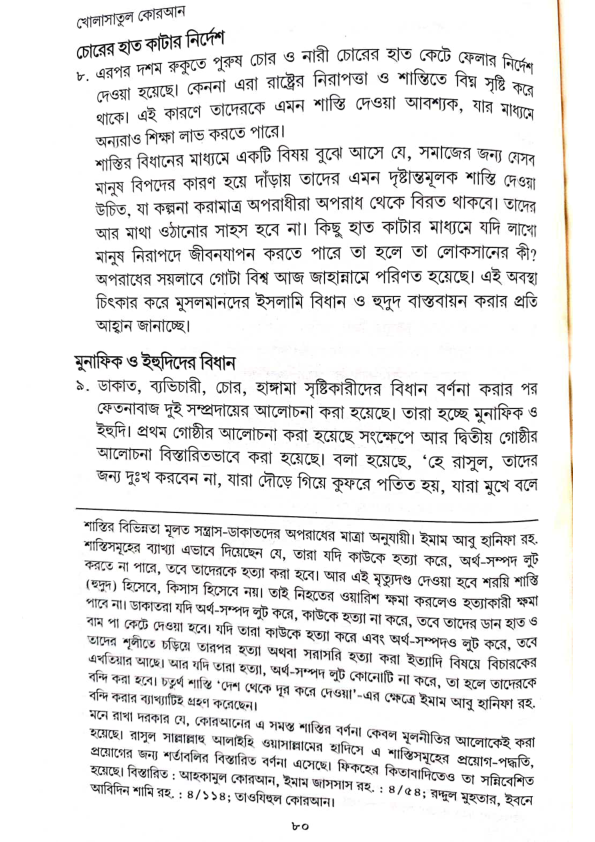 খোলাসাতুল কোরআন
চোরের হাত কাটার নির্দেশ
৮. এরপর দশম রুকুতে পুরুষ চোর ও নারী চোরের হাত কেটে ফেলার নির্দেশ
দেওয়া হয়েছে। কেননা এরা রাষ্ট্রের নিরাপত্তা ও শান্তিতে বিঘ্ন সৃষ্টি করে
থাকে। এই কারণে তাদেরকে এমন শাস্তি দেওয়া আবশ্যক, যার মাধ্যমে
অন্যরাও শিক্ষা লাভ করতে পারে।
শাস্তির বিধানের মাধ্যমে একটি বিষয় বুঝে আসে যে, সমাজের জন্য যেসব
মানুষ বিপদের কারণ হয়ে দাঁড়ায় তাদের এমন দৃষ্টান্তমূলক শাস্তি দেওয়া
উচিত, যা কল্পনা করামাত্র অপরাধীরা অপরাধ থেকে বিরত থাকবে। তাদের
আর মাথা ওঠানোর সাহস হবে না। কিছু হাত কাটার মাধ্যমে যদি লাখো
মানুষ নিরাপদে জীবনযাপন করতে পারে তা হলে তা লোকসানের কী?
অপরাধের সয়লাবে গোটা বিশ্ব আজ জাহান্নামে পরিণত হয়েছে। এই অবস্থা
চিৎকার করে মুসলমানদের ইসলামি বিধান ও হুদুদ বাস্তবায়ন করার প্রতি
আহ্বান জানাচ্ছে।
মুনাফিক ও ইহুদিদের বিধান
৯. ডাকাত, ব্যভিচারী, চোর, হাঙ্গামা সৃষ্টিকারীদের বিধান বর্ণনা করার পর
ফেতনাবাজ দুই সম্প্রদায়ের আলোচনা করা হয়েছে। তারা হচ্ছে মুনাফিক ও
ইহুদি। প্রথম গোষ্ঠীর আলোচনা করা হয়েছে সংক্ষেপে আর দ্বিতীয় গোষ্ঠীর
আলোচনা বিস্তারিতভাবে করা হয়েছে। বলা হয়েছে, ‘হে রাসুল, তাদের
জন্য দুঃখ করবেন না, যারা দৌড়ে গিয়ে কুফরে পতিত হয়, যারা মুখে বলে
শাস্তির বিভিন্নতা মূলত সন্ত্রাস-ডাকাতদের অপরাধের মাত্রা অনুযায়ী। ইমাম আবু হানিফা রহ.
শাস্তিসমূহের ব্যাখ্যা এভাবে দিয়েছেন যে, তারা যদি কাউকে হত্যা করে, অর্থ-সম্পদ লুট
করতে না পারে, তবে তাদেরকে হত্যা করা হবে। আর এই মৃত্যুদণ্ড দেওয়া হবে শরয়ি শাস্তি
(হুদুদ) হিসেবে, কিসাস হিসেবে নয়। তাই নিহতের ওয়ারিশ ক্ষমা করলেও হত্যাকারী ক্ষমা
পাবে না। ডাকাতরা যদি অর্থ-সম্পদ লুট করে, কাউকে হত্যা না করে, তবে তাদের ডান হাত ও
বাম পা কেটে দেওয়া হবে। যদি তারা কাউকে হত্যা করে এবং অর্থ-সম্পদও লুট করে, তবে
তাদের শূলীতে চড়িয়ে তারপর হত্যা অথবা সরাসরি হত্যা করা ইত্যাদি বিষয়ে বিচারকের
এখতিয়ার আছে। আর যদি তারা হত্যা, অর্থ-সম্পদ লুট কোনোটি না করে, তা হলে তাদেরকে
বন্দি করা হবে। চতুর্থ শাস্তি ‘দেশ থেকে দূর করে দেওয়া’-এর ক্ষেত্রে ইমাম আবু হানিফা রহ.
বন্দি করার ব্যাখ্যাটিই গ্রহণ করেছেন।
মনে রাখা দরকার যে, কোরআনের এ সমস্ত শাস্তির বর্ণনা কেবল মূলনীতির আলোকেই করা
হয়েছে। রাসুল সাল্লাল্লাহু আলাইহি ওয়াসাল্লামের হাদিসে এ শাস্তিসমূহের প্রয়োগ-পদ্ধতি,
প্রয়োগের জন্য শর্তাবলির বিস্তারিত বর্ণনা এসেছে। ফিকহের কিতাবাদিতেও তা সন্নিবেশিত
হয়েছে। বিস্তারিত : আহকামুল কোরআন, ইমাম জাসসাস রহ. : ৪/৫৪; রদ্দুল মুহতার, ইবনে
আবিদিন শামি রহ. : ৪/১১৪; তাওযিহুল কোরআন।
৮০